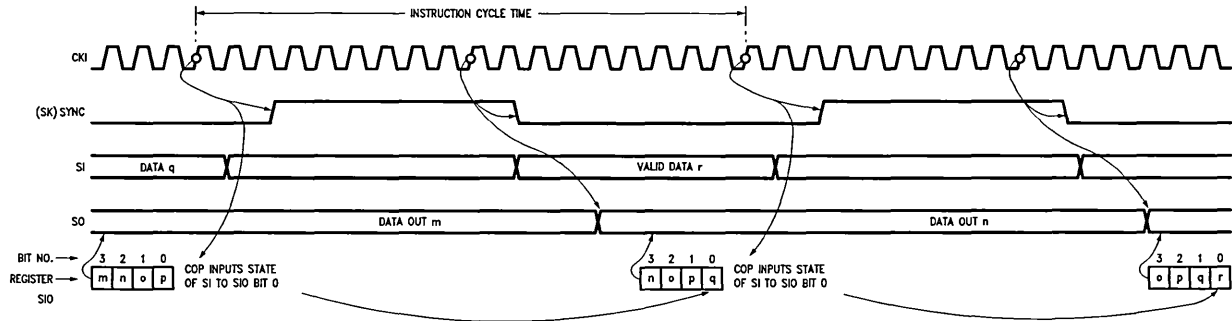 INSTRUCTION CYCLE TIME
CKI
(SK) SYNC
SI
DATA q
VALID DATA r
SO
DATA OUT m
DATA OUT n
BIT NO.
3 2 1 0
3 2 1 0
3 2 1 0
REGISTER
m n o p
COP INPUTS STATE
OF SI TO SIO BIT 0
n o p q
COP INPUTS STATE
OF SI TO SIO BIT 0
o p q r
SIO